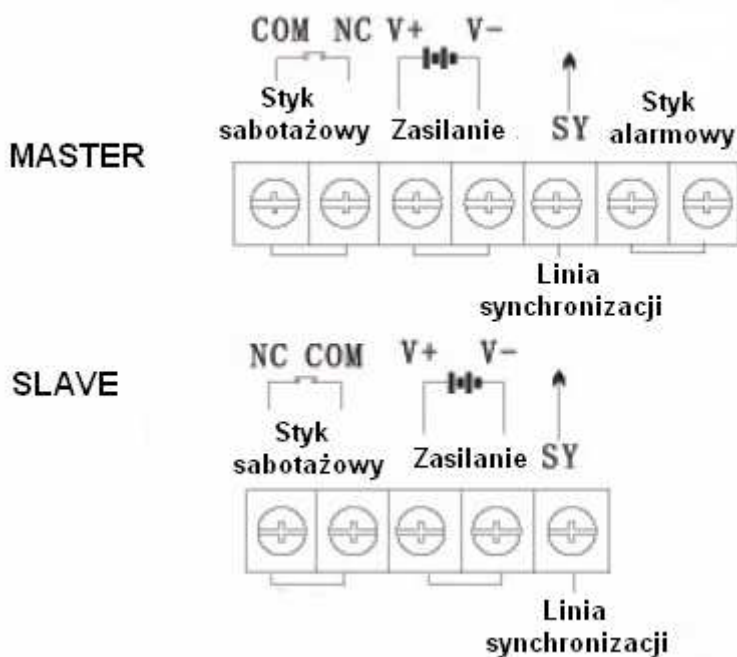 COM NC V+ V-
Styk
sabotażowy
Zasilanie
SY
Styk
alarmowy
MASTER
Linia
synchronizacji
NC COM V+ V-
SLAVE
Styk
sabotażowy
Zasilanie
SY
Linia
synchronizacji